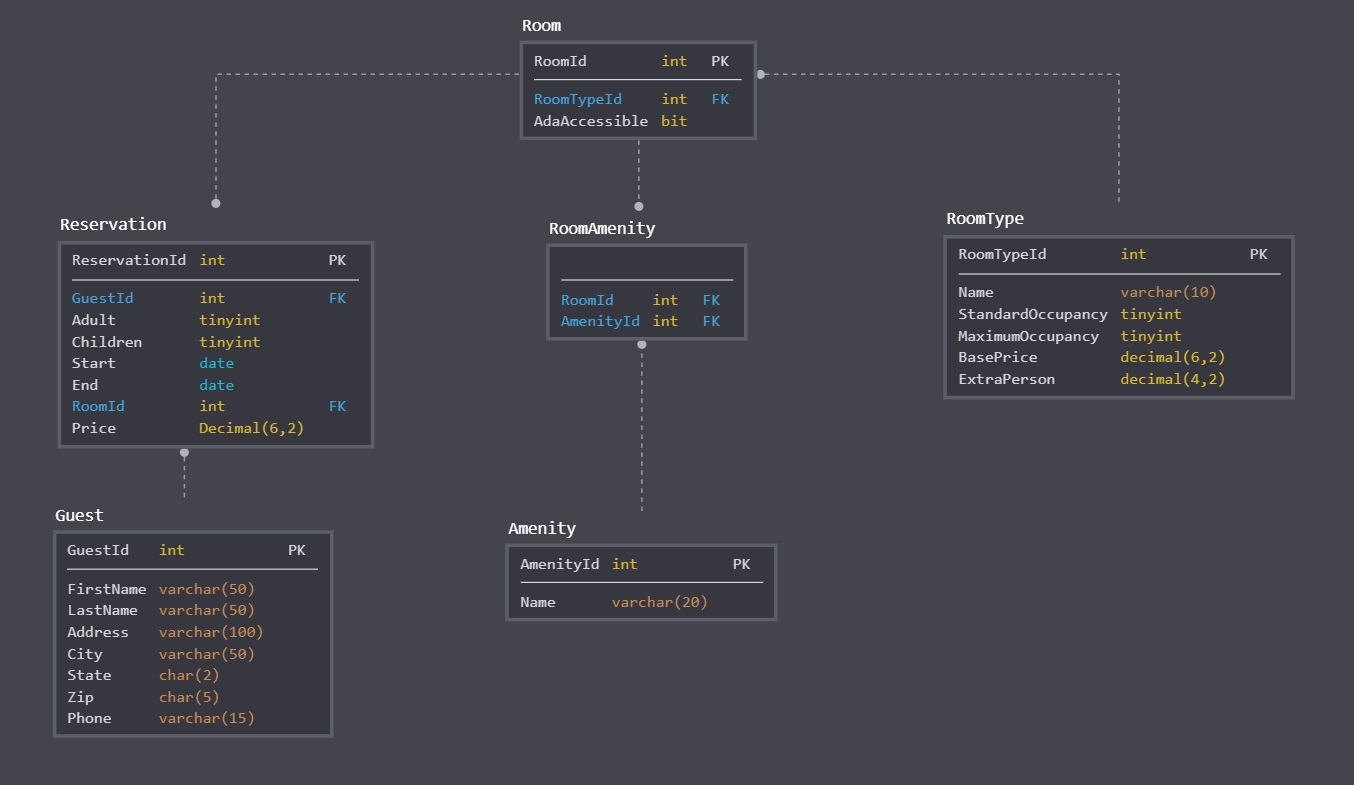 Room
RoomId int PK
RoomTypeId int FK
AdaAccessible bit
Reservation
ReservationId int PK
GuestId int FK
Adult tinyint
Children tinyint
Start date
End date
RoomId int FK
Price Decimal(6,2)
RoomAmenity
RoomId int FK
AmenityId int FK
RoomType
RoomTypeId int PK
Name varchar(10)
StandardOccupancy tinyint
MaximumOccupancy tinyint
BasePrice decimal(6,2)
ExtraPerson decimal(4,2)
Guest
GuestId int PK
FirstName varchar(50)
LastName varchar(50)
Address varchar(100)
City varchar(50)
State char(2)
Zip char(5)
Phone varchar(15)
Amenity
AmenityId int PK
Name varchar(20)